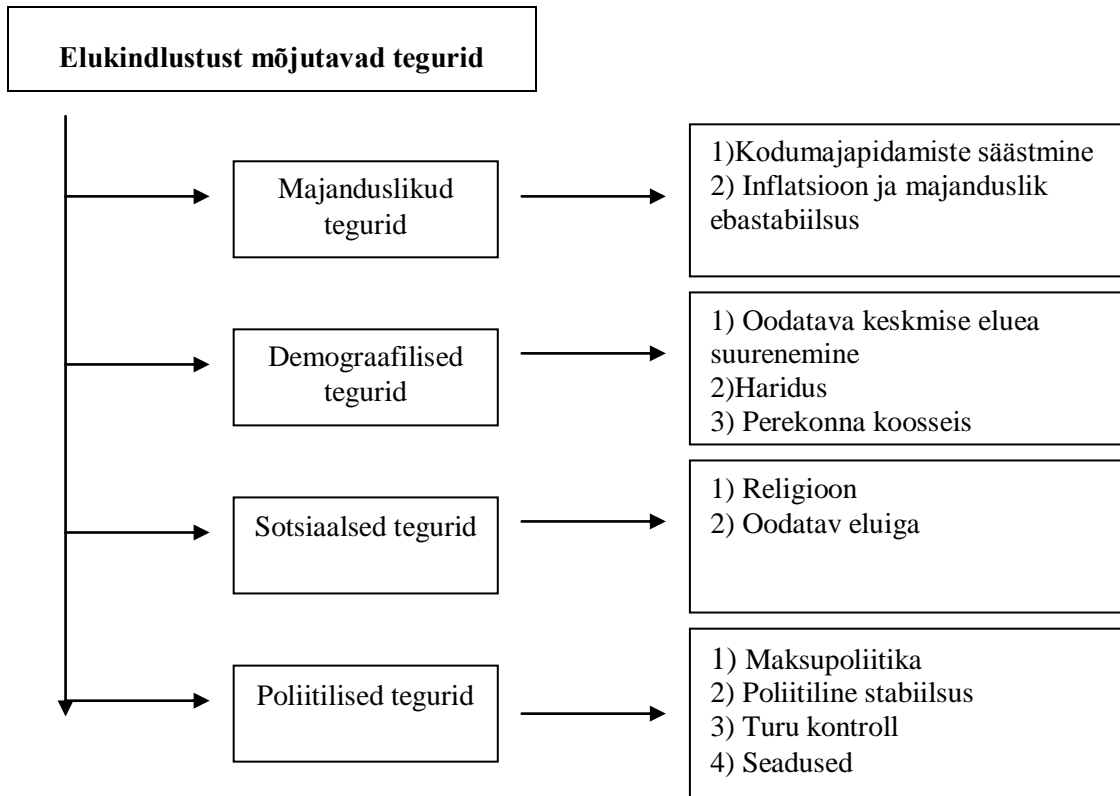 Elukindlustust mõjutavad tegurid
Majanduslikud
tegurid
1)Kodumajapidamiste säästmine
2) Inflatsioon ja majanduslik
ebastabiilsus
Demograafilised
tegurid
1) Oodatava keskmise eluea
suurenemine
2)Haridus
3) Perekonna koosseis
Sotsiaalsed tegurid
1) Religioon
2) Oodatav eluiga
Poliitilised tegurid
1) Maksupoliitika
2) Poliitiline stabiilsus
3) Turu kontroll
4) Seadused